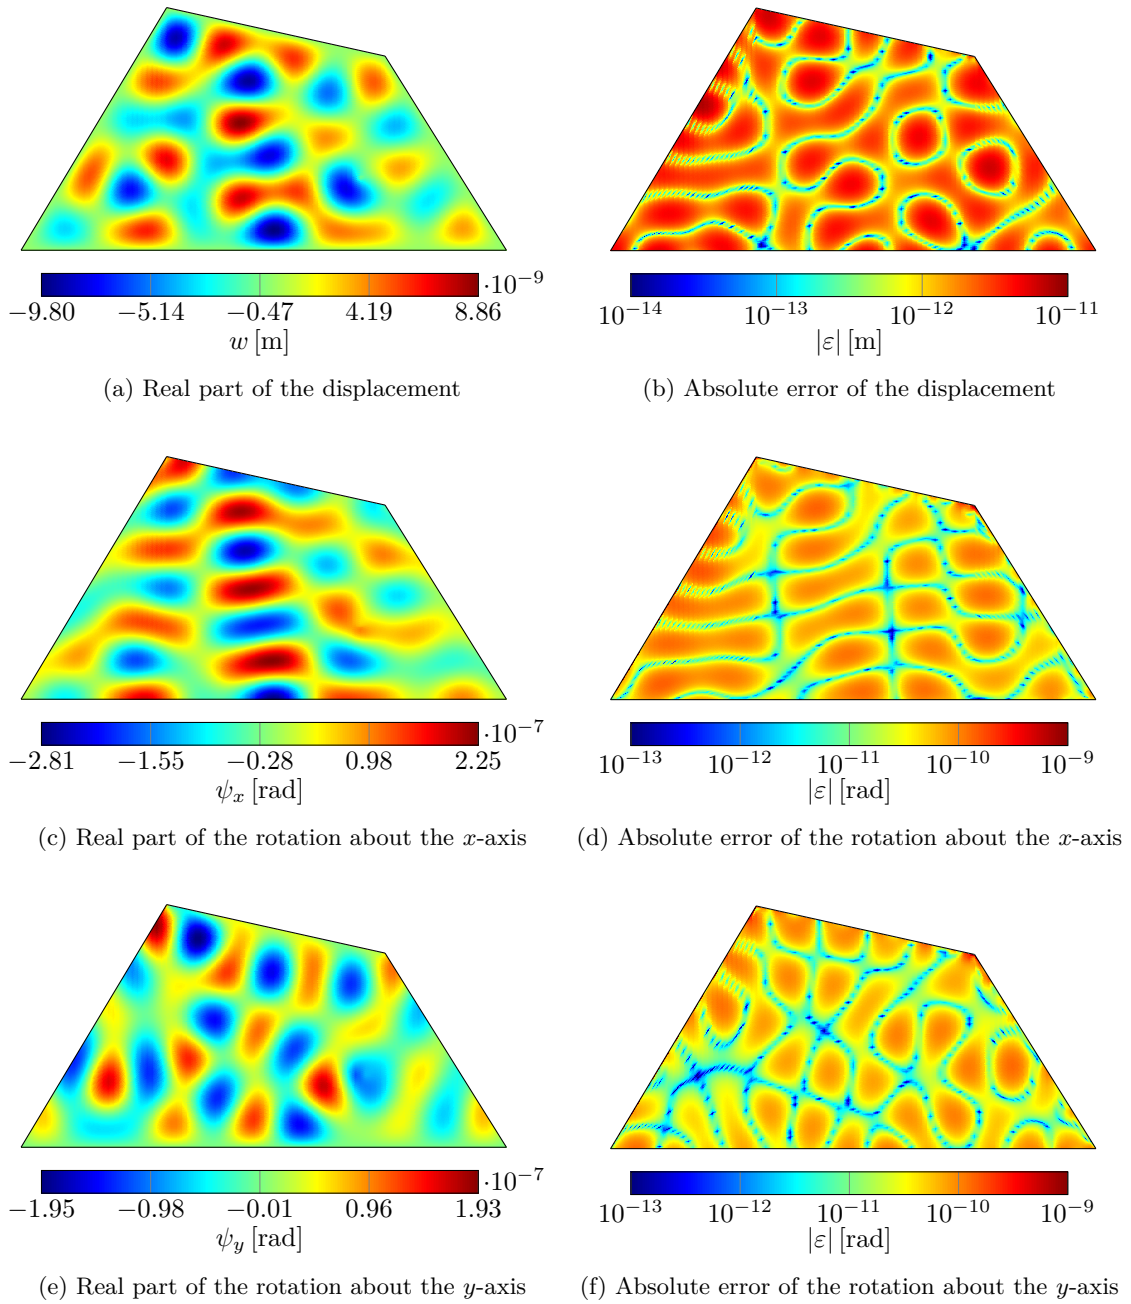 −9.80 −5.14 −0.47 4.19 8.86 ·10⁻⁹
w [m]
(a) Real part of the displacement
10⁻¹⁴ 10⁻¹³ 10⁻¹² 10⁻¹¹
|ε| [m]
(b) Absolute error of the displacement
−2.81 −1.55 −0.28 0.98 2.25 ·10⁻⁷
ψₓ [rad]
(c) Real part of the rotation about the x-axis
10⁻¹³ 10⁻¹² 10⁻¹¹ 10⁻¹⁰ 10⁻⁹
|ε| [rad]
(d) Absolute error of the rotation about the x-axis
−1.95 −0.98 −0.01 0.96 1.93 ·10⁻⁷
ψ_y [rad]
(e) Real part of the rotation about the y-axis
10⁻¹³ 10⁻¹² 10⁻¹¹ 10⁻¹⁰ 10⁻⁹
|ε| [rad]
(f) Absolute error of the rotation about the y-axis